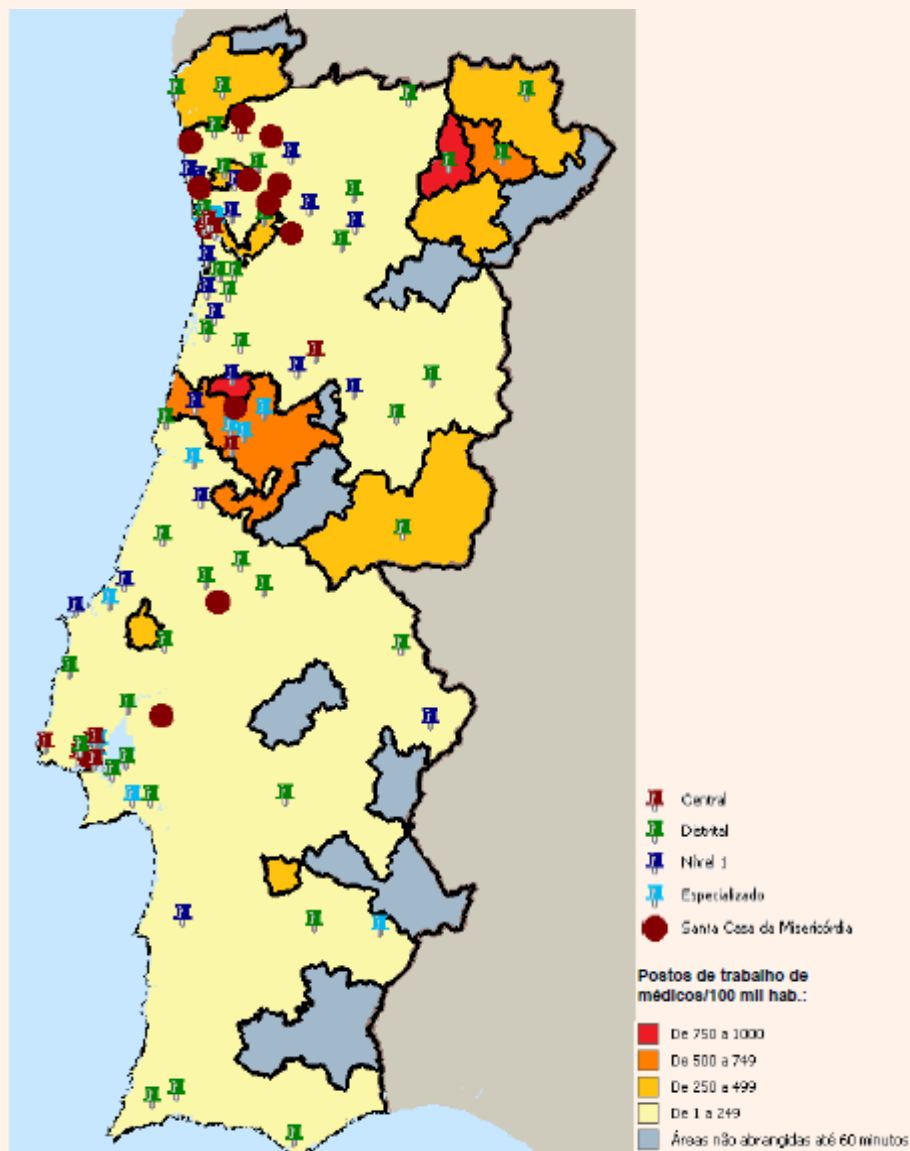 Central
Distrital
Nível 1
Especializado
Santa Casa da Misericórdia
Postos de trabalho de
médicos/100 mil hab.:
De 750 a 1000
De 500 a 749
De 250 a 499
De 1 a 249
Áreas não abrangidas até 60 minutos